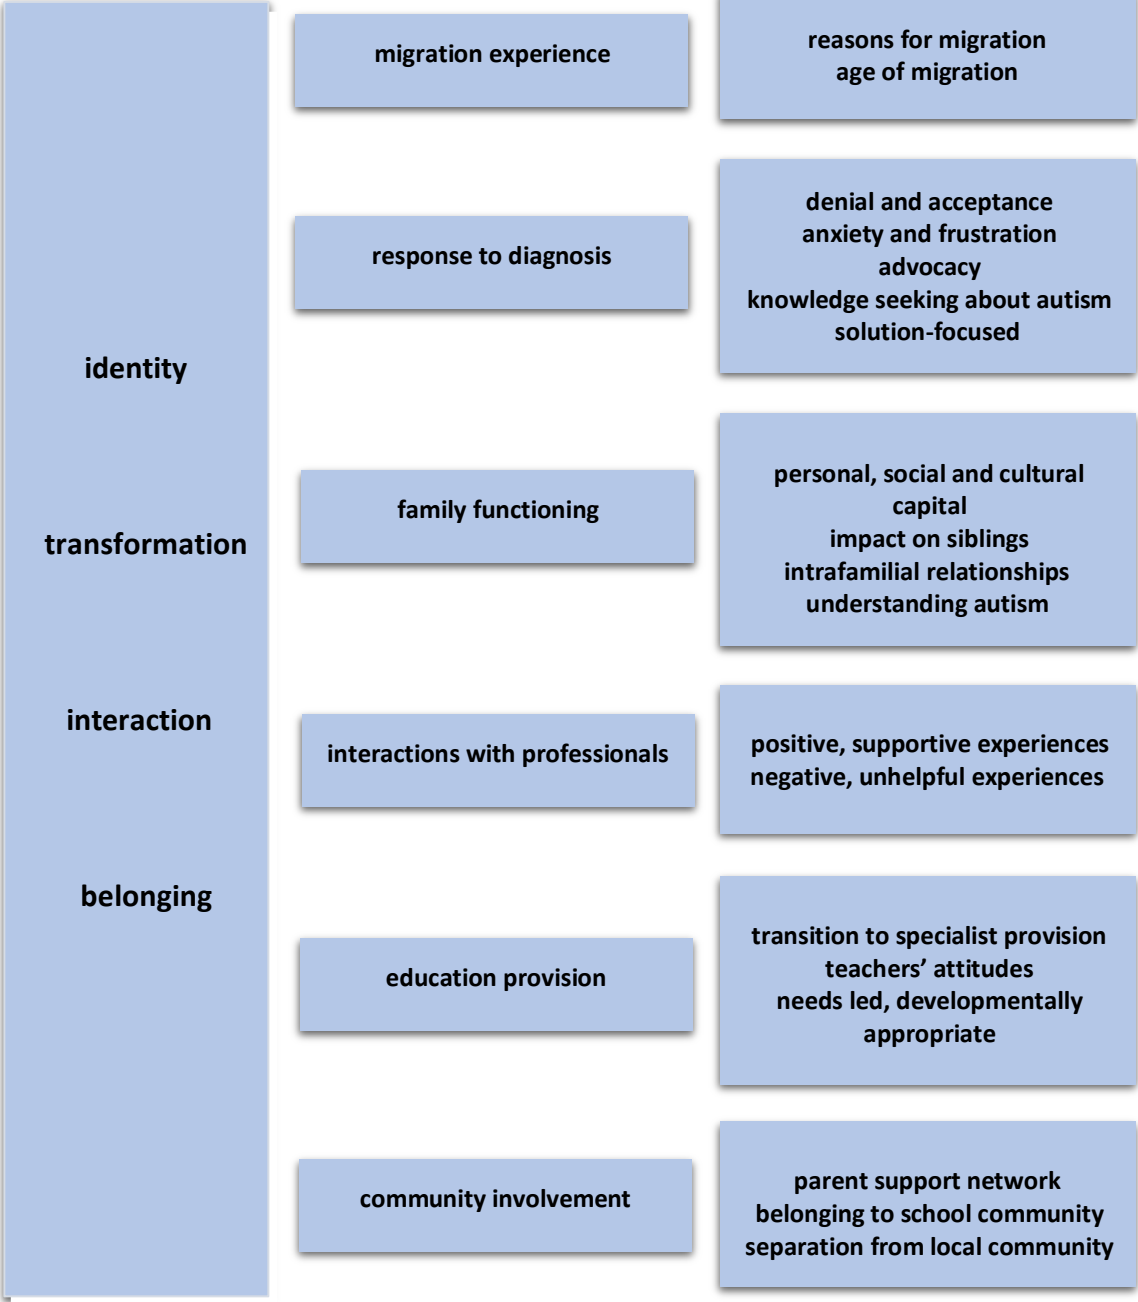 identity
transformation
interaction
belonging
migration experience
reasons for migration
age of migration
response to diagnosis
denial and acceptance
anxiety and frustration
advocacy
knowledge seeking about autism
solution-focused
family functioning
personal, social and cultural
capital
impact on siblings
intrafamilial relationships
understanding autism
interactions with professionals
positive, supportive experiences
negative, unhelpful experiences
education provision
transition to specialist provision
teachers’ attitudes
needs led, developmentally
appropriate
community involvement
parent support network
belonging to school community
separation from local community